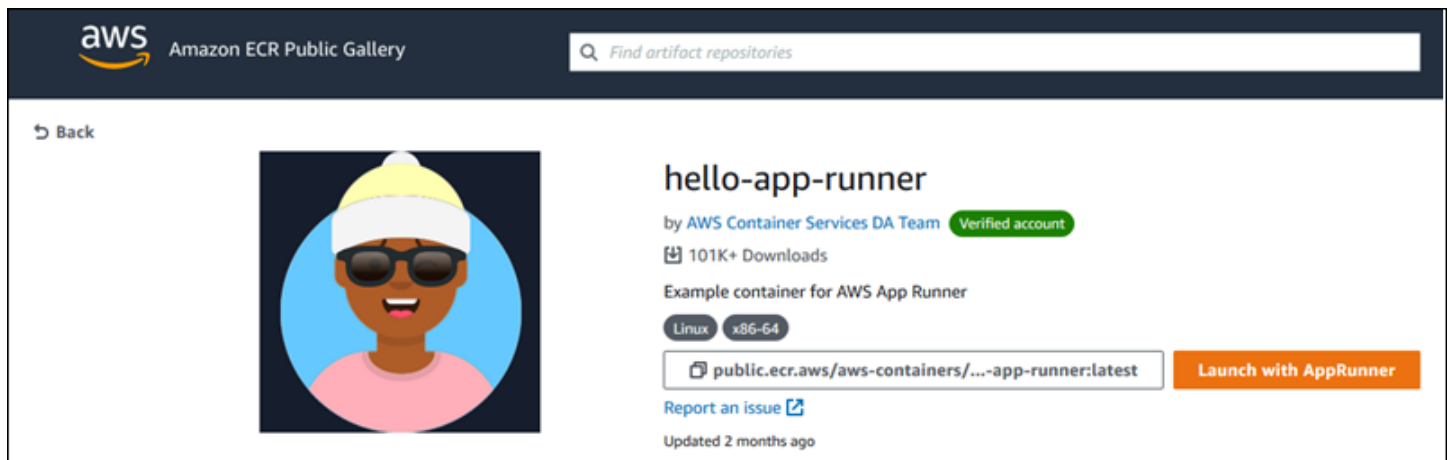 aws
Amazon ECR Public Gallery
Find artifact repositories
Back
hello-app-runner
by AWS Container Services DA Team Verified account
101K+ Downloads
Example container for AWS App Runner
Linux x86-64
public.ecr.aws/aws-containers/...-app-runner:latest Launch with AppRunner
Report an issue
Updated 2 months ago